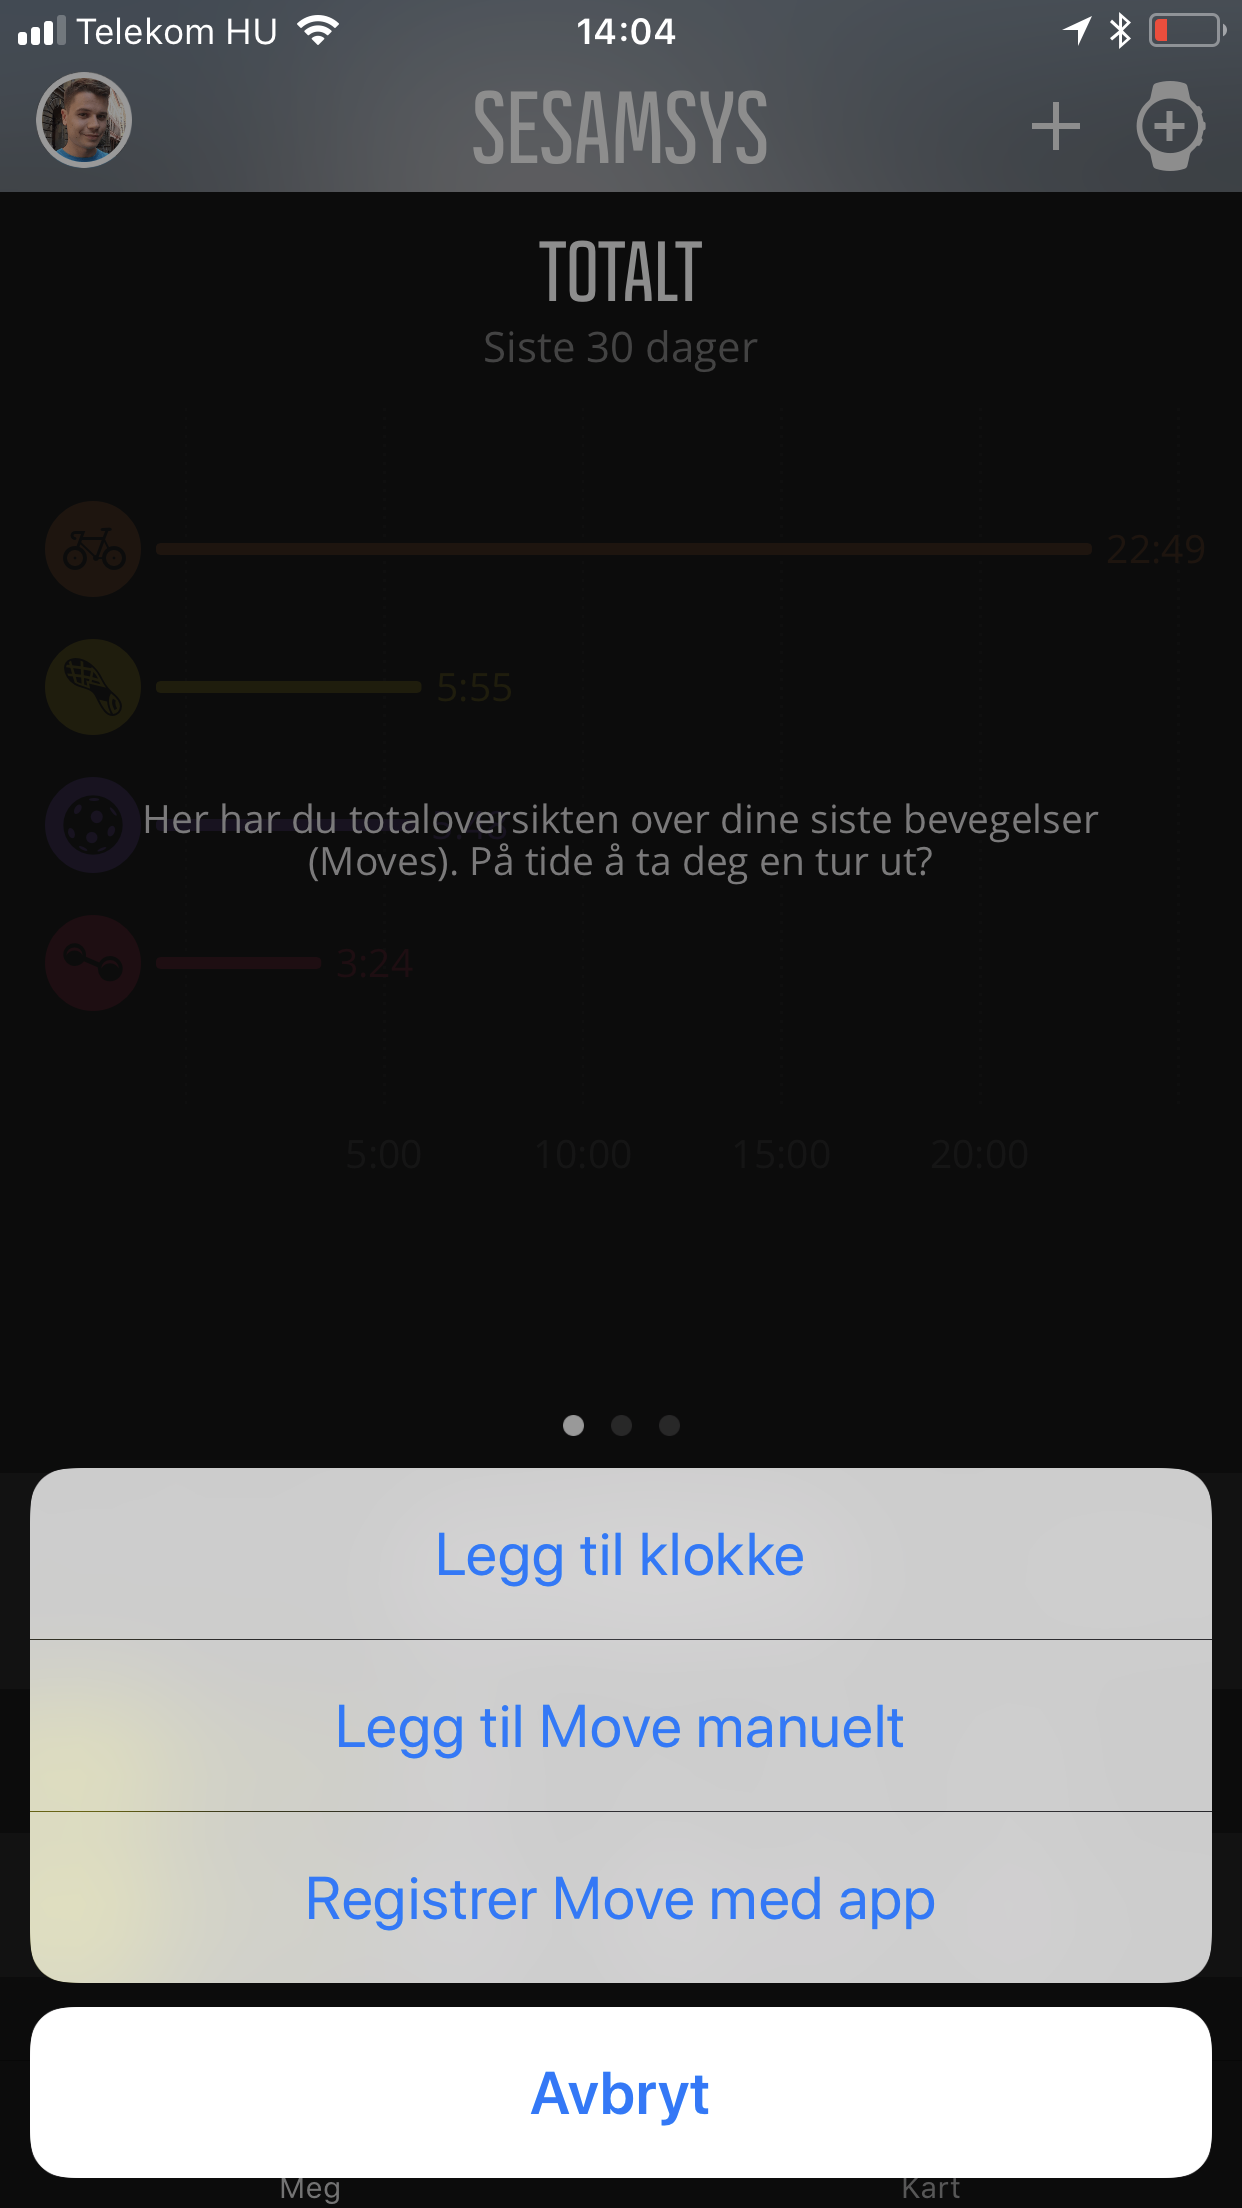 Telekom HU
14:04
SESAMSYS
TOTALT
Siste 30 dager
22:49
5:55
Her har du totaloversikten over dine siste bevegelser
(Moves). På tide å ta deg en tur ut?
3:24
5:00 10:00 15:00 20:00
Legg til klokke
Legg til Move manuelt
Registrer Move med app
Avbryt
Meg
Kart